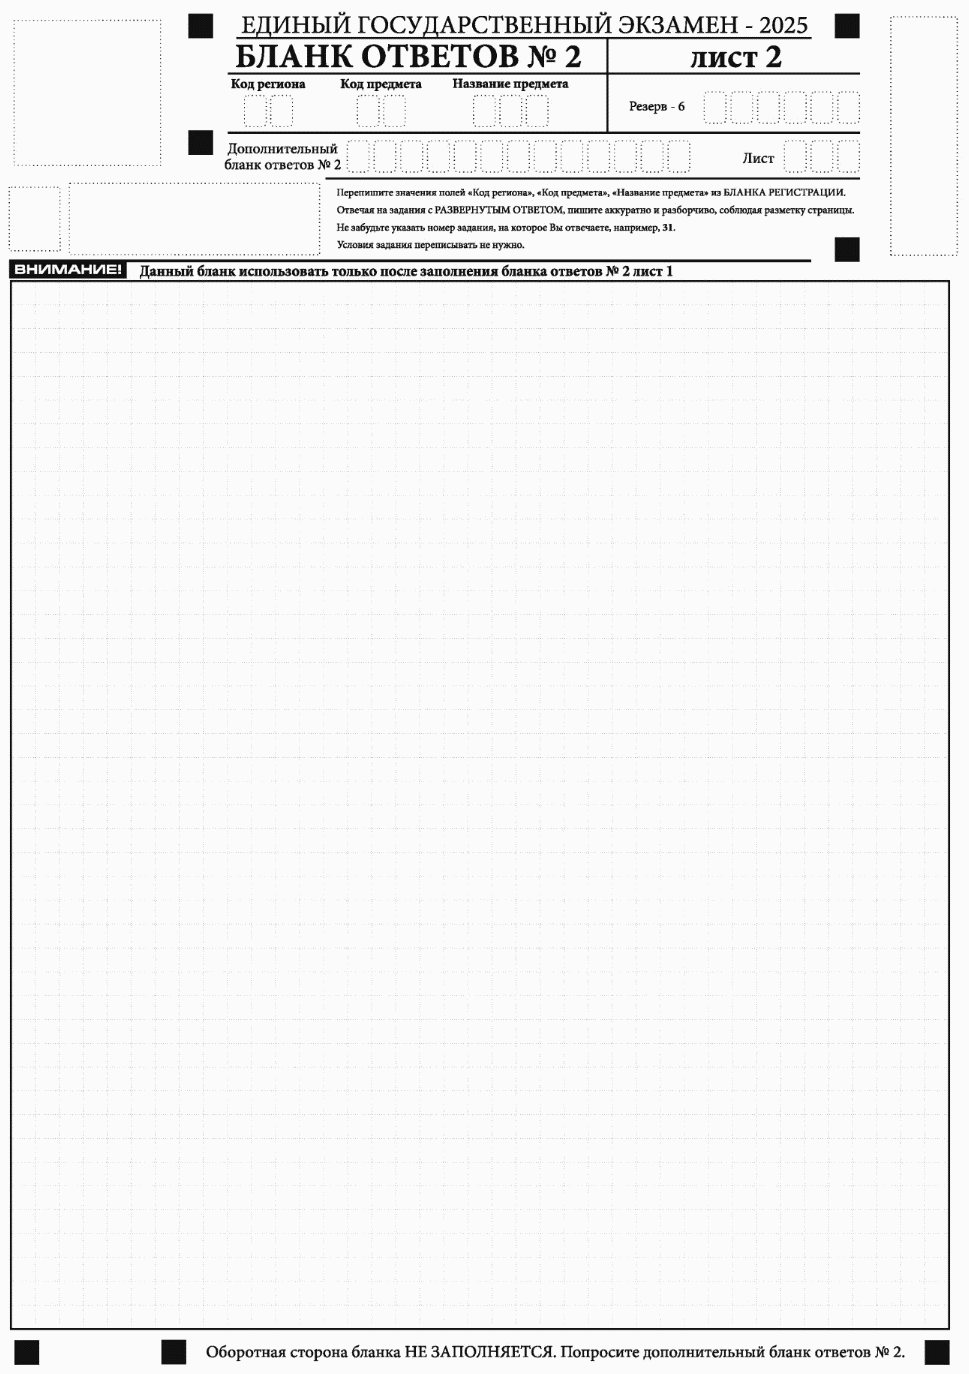 ЕДИНЫЙ ГОСУДАРСТВЕННЫЙ ЭКЗАМЕН - 2025
БЛАНК ОТВЕТОВ № 2
лист 2
Код региона
Код предмета
Название предмета
Резерв - 6
Дополнительный
бланк ответов № 2
Лист
Перепишите значения полей «Код региона», «Код предмета», «Название предмета» из БЛАНКА РЕГИСТРАЦИИ.
Отвечая на задания с РАЗВЕРНУТЫМ ОТВЕТОМ, пишите аккуратно и разборчиво, соблюдая разметку страницы.
Не забудьте указать номер задания, на которое Вы отвечаете, например, 31.
Условия задания переписывать не нужно.
ВНИМАНИЕ!
Данный бланк использовать только после заполнения бланка ответов № 2 лист 1
Оборотная сторона бланка НЕ ЗАПОЛНЯЕТСЯ. Попросите дополнительный бланк ответов № 2.